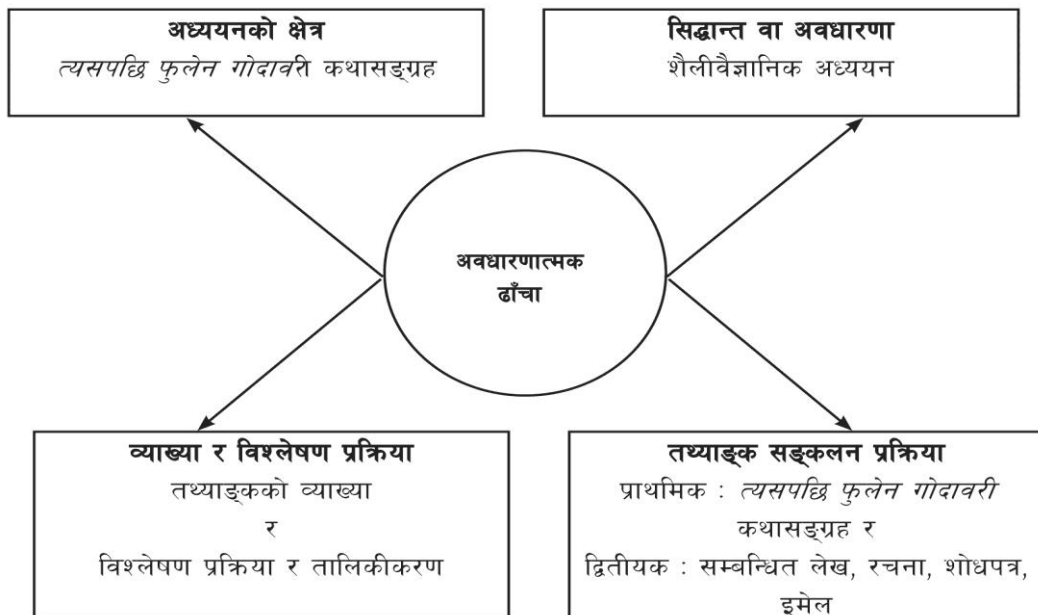 अध्ययनको क्षेत्र
त्यसपछि फुलेन गोदावरी कथासङ्ग्रह
सिद्धान्त वा अवधारणा
शैलीवैज्ञानिक अध्ययन
अवधारणात्मक
ढाँचा
व्याख्या र विश्लेषण प्रक्रिया
तथ्याङ्कको व्याख्या
र
विश्लेषण प्रक्रिया र तालिकीकरण
तथ्याङ्क सङ्कलन प्रक्रिया
प्राथमिक : त्यसपछि फुलेन गोदावरी
कथासङ्ग्रह र
द्वितीयक : सम्बन्धित लेख, रचना, शोधपत्र,
इमेल